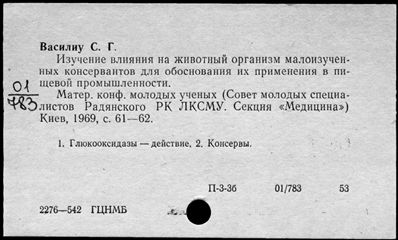 Василиу С. Г.
Изучение влияния на животный организм малоизучен-
ных консервантов для обоснования их применения в пи-
щевой промышленности.
01
783
Матер. конф. молодых ученых (Совет молодых специа-
листов Радянского РК ЛКСМУ. Секция «Медицина»)
Киев, 1969, с. 61—62.
1. Глюкооксидазы — действие, 2. Консервы.
П-3-3б 01/783 53
2276—542 ГЦНМБ